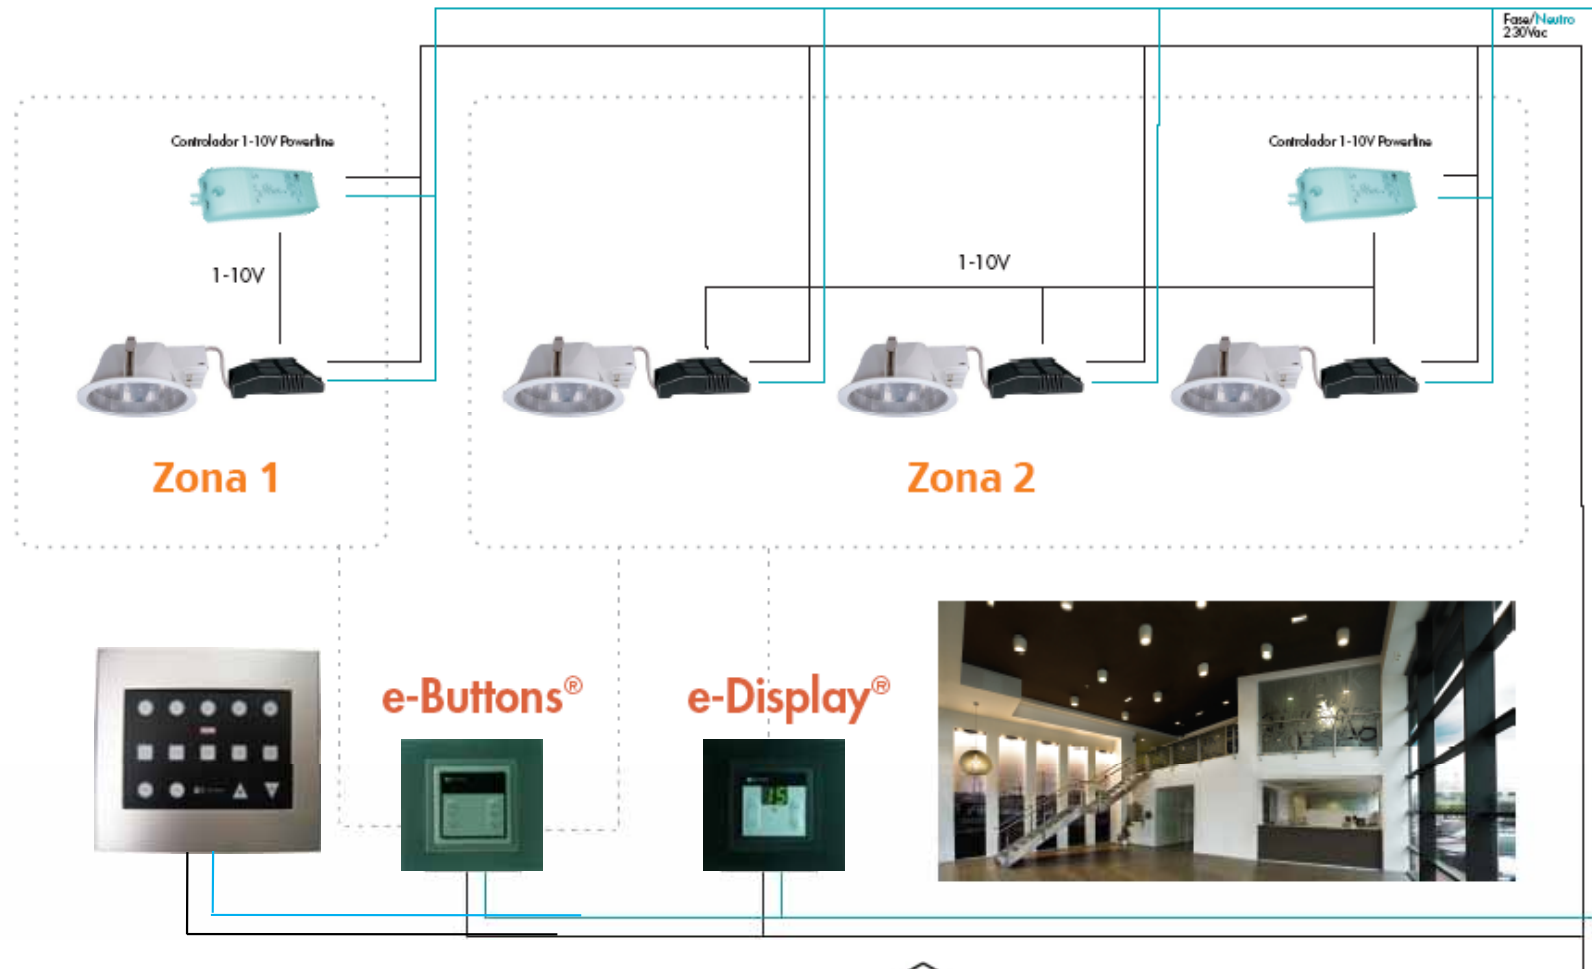 Fase/Neutro
230Vac
Controlador 1-10V Powerline
Controlador 1-10V Powerline
1-10V
1-10V
Zona 1
Zona 2
e-Buttons®
e-Display®
15